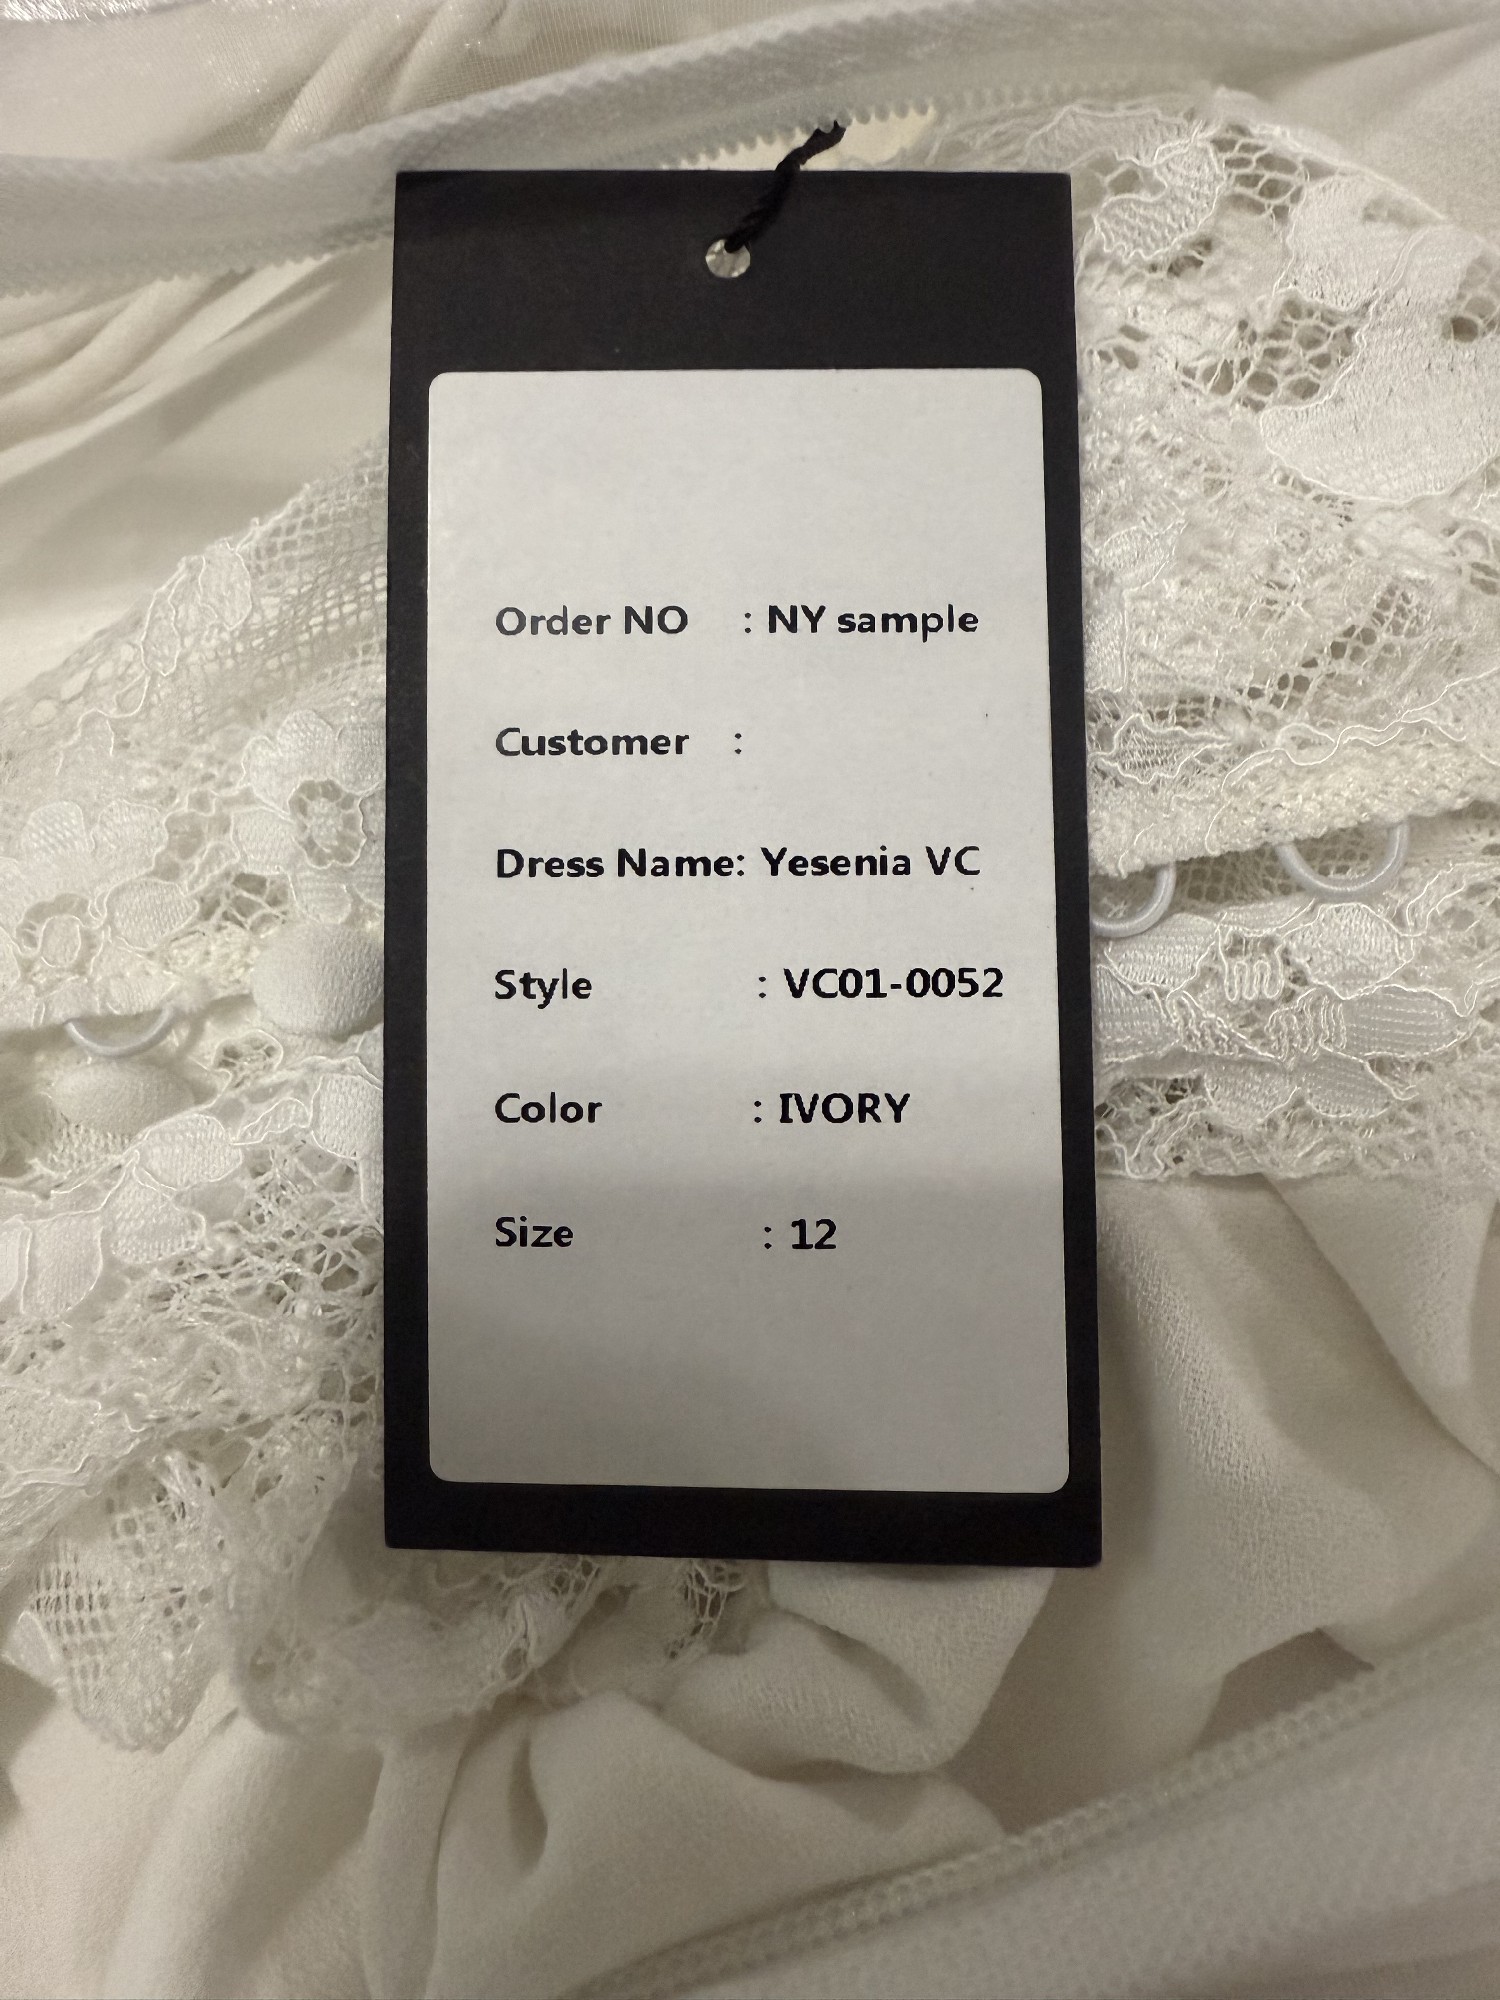 Order NO : NY sample
Customer :
Dress Name: Yesenia VC
Style : VC01-0052
Color : IVORY
Size : 12